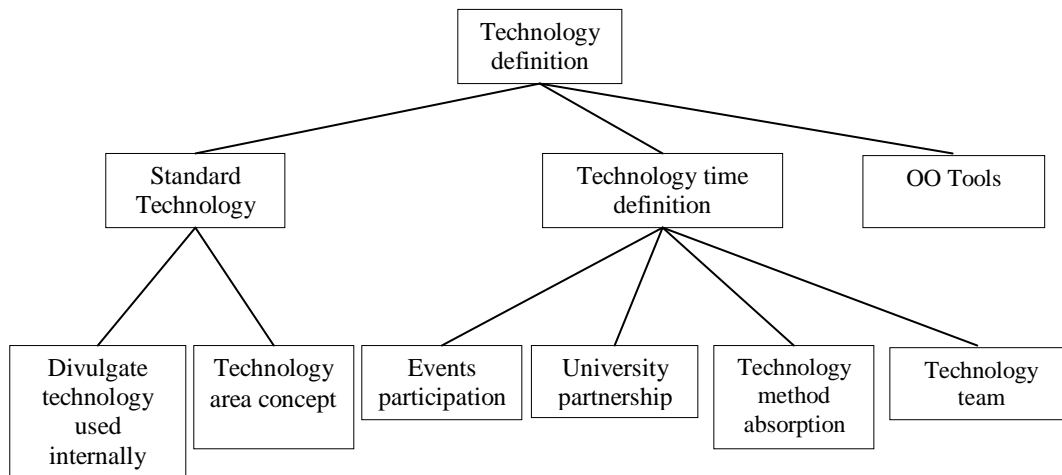 Technology
definition
Standard
Technology
Technology time
definition
OO Tools
Divulgate
technology
used
internally
Technology
area concept
Events
participation
University
partnership
Technology
method
absorption
Technology
team